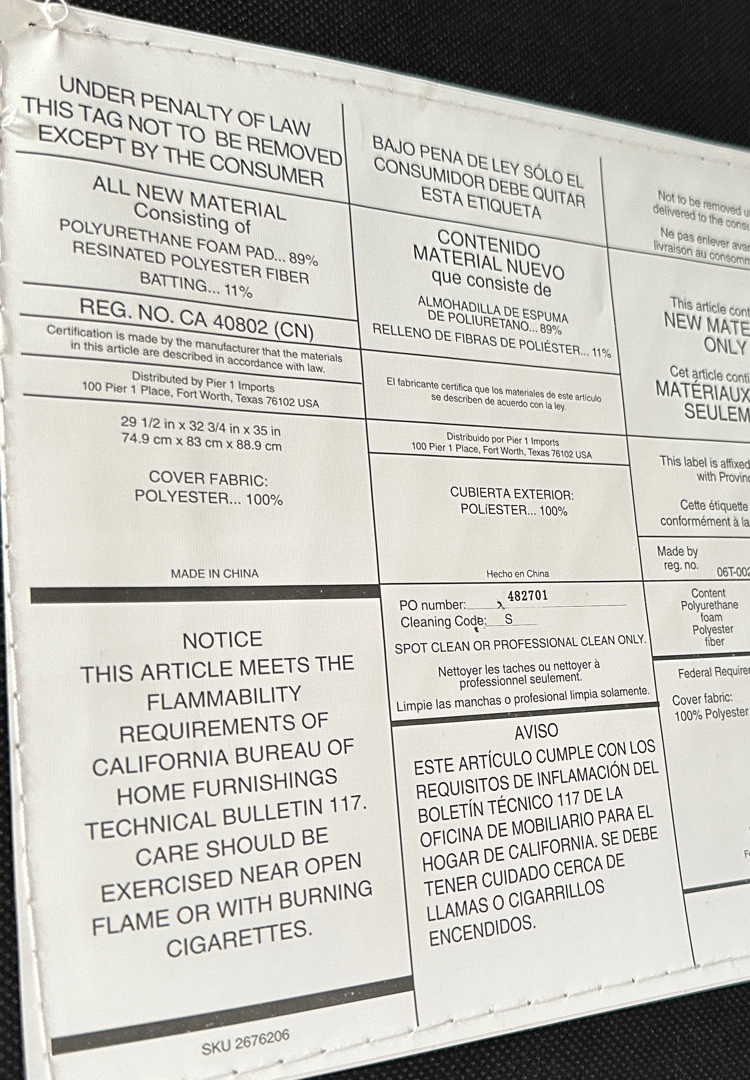 UNDER PENALTY OF LAW
THIS TAG NOT TO BE REMOVED
EXCEPT BY THE CONSUMER
ALL NEW MATERIAL
Consisting of
POLYURETHANE FOAM PAD... 89%
RESINATED POLYESTER FIBER
BATTING... 11%
REG. NO. CA 40802 (CN)
Certification is made by the manufacturer that the materials
in this article are described in accordance with law.
Distributed by Pier 1 Imports
100 Pier 1 Place, Fort Worth, Texas 76102 USA
29 1/2 in x 32 3/4 in x 35 in
74.9 cm x 83 cm x 88.9 cm
COVER FABRIC:
POLYESTER... 100%
MADE IN CHINA
NOTICE
THIS ARTICLE MEETS THE
FLAMMABILITY
REQUIREMENTS OF
CALIFORNIA BUREAU OF
HOME FURNISHINGS
TECHNICAL BULLETIN 117.
CARE SHOULD BE
EXERCISED NEAR OPEN
FLAME OR WITH BURNING
CIGARETTES.
SKU 2676206
BAJO PENA DE LEY SÓLO EL
CONSUMIDOR DEBE QUITAR
ESTA ETIQUETA
CONTENIDO
MATERIAL NUEVO
que consiste de
ALMOHADILLA DE ESPUMA
DE POLIURETANO... 89%
RELLENO DE FIBRAS DE POLIÉSTER... 11%
El fabricante certifica que los materiales de este artículo
se describen de acuerdo con la ley.
Distribuido por Pier 1 Imports
100 Pier 1 Place, Fort Worth, Texas 76102 USA
CUBIERTA EXTERIOR:
POLíESTER... 100%
Hecho en China
PO number: 482701
Cleaning Code: S
SPOT CLEAN OR PROFESSIONAL CLEAN ONLY.
Nettoyer les taches ou nettoyer à
professionnel seulement.
Limpie las manchas o profesional limpia solamente.
AVISO
ESTE ARTÍCULO CUMPLE CON LOS
REQUISITOS DE INFLAMACIÓN DEL
BOLETÍN TÉCNICO 117 DE LA
OFICINA DE MOBILIARIO PARA EL
HOGAR DE CALIFORNIA. SE DEBE
TENER CUIDADO CERCA DE
LLAMAS O CIGARRILLOS
ENCENDIDOS.
Not to be removed
delivered to the
Ne pas enlever
livraison au
This article
NEW
ONLY
Cet article
MATÉRIAUX
This label is affixed
with
Cette étiquette
conformément à la
Made by
reg. no.
Content
Polyurethane
foam
Polyester
fiber
Federal
Cover fabric:
100% Polyester